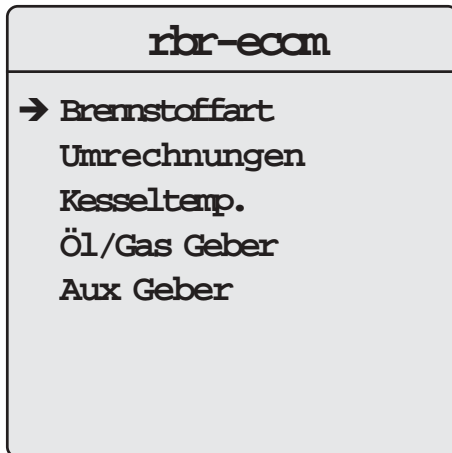 rbr-ecom
➔ Brennstoffart
Umrechnungen
Kesseltemp.
Öl/Gas Geber
Aux Geber